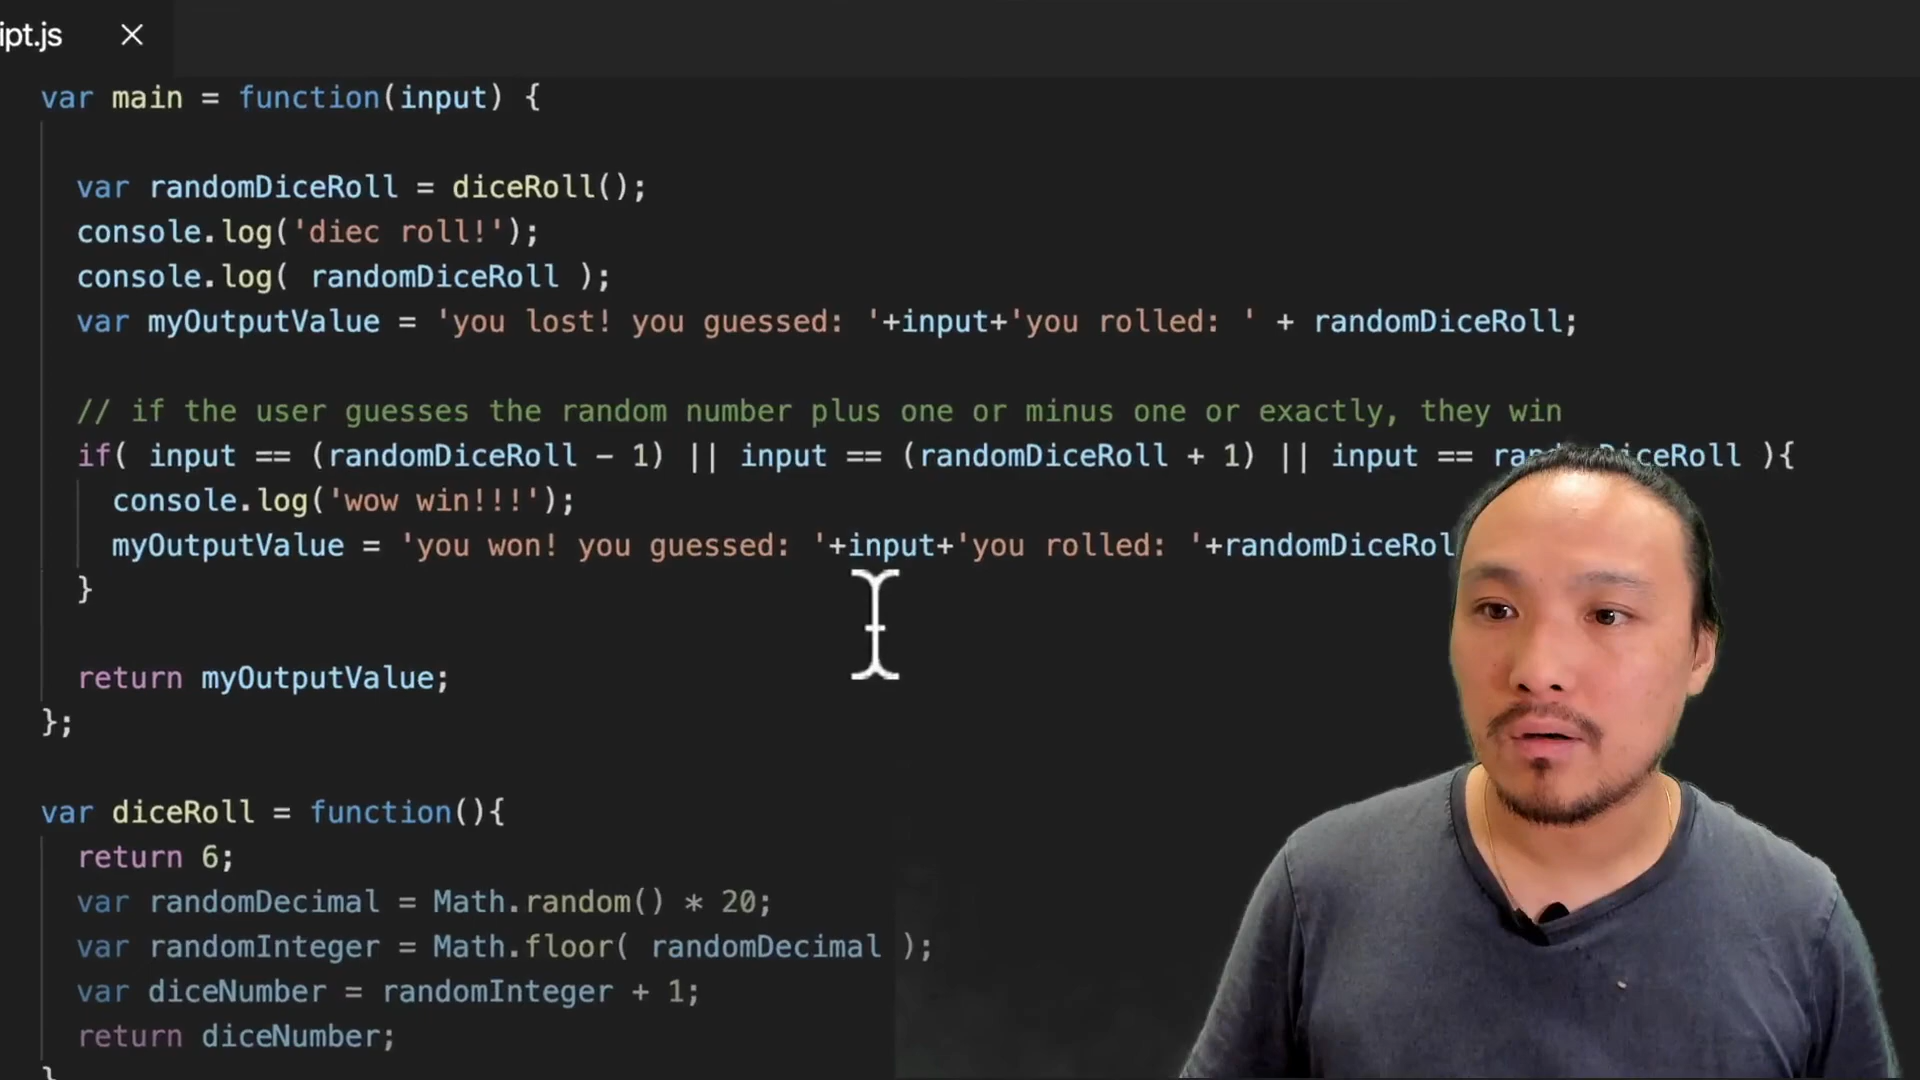 ipt.js
var main = function(input) {
var randomDiceRoll = diceRoll();
console.log('diec roll!');
console.log( randomDiceRoll );
var myOutputValue = 'you lost! you guessed: '+input+'you rolled: ' + randomDiceRoll;
// if the user guesses the random number plus one or minus one or exactly, they win
if( input == (randomDiceRoll - 1) || input == (randomDiceRoll + 1) || input == randomDiceRoll ){
console.log('wow win!!!');
myOutputValue = 'you won! you guessed: '+input+'you rolled: '+randomDiceRol
}
return myOutputValue;
};
var diceRoll = function(){
return 6;
var randomDecimal = Math.random() * 20;
var randomInteger = Math.floor( randomDecimal );
var diceNumber = randomInteger + 1;
return diceNumber;
}